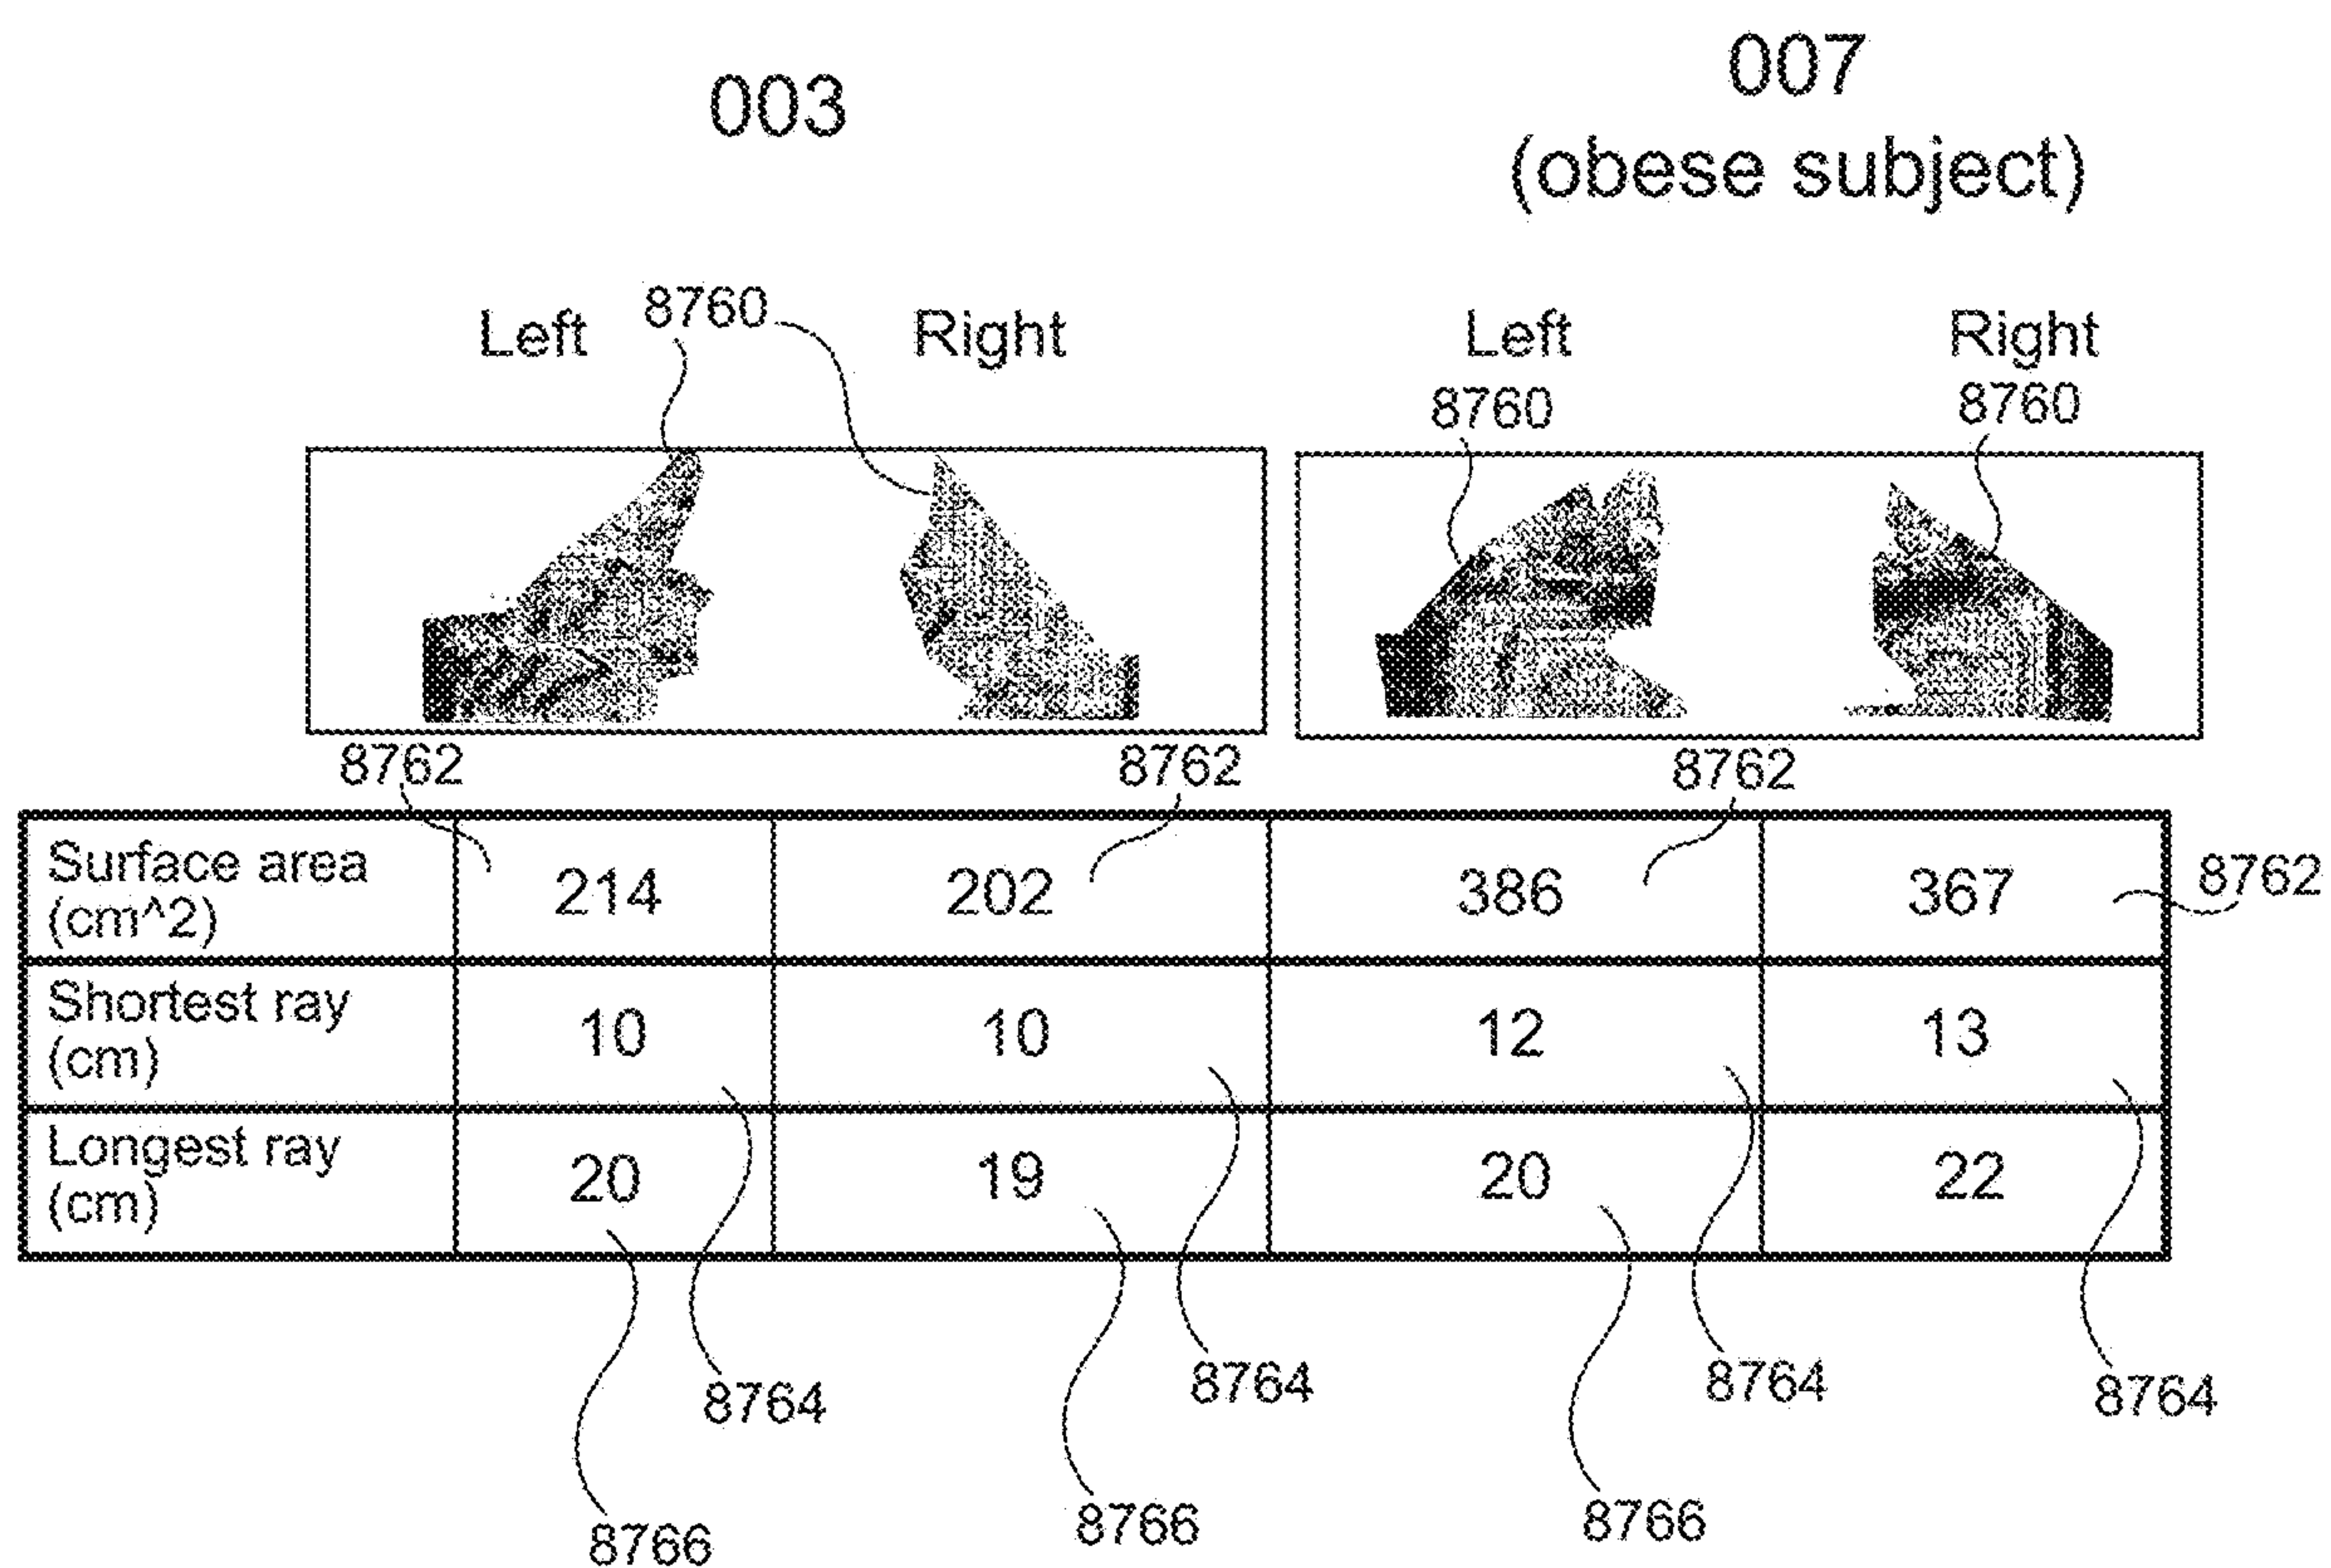 003
007
(obese subject)
Left
8760
Right
Left
Right
8760
8760
8762
8762
8762
Surface area
(cm^2)
214
202
386
367
8762
Shortest ray
(cm)
10
10
12
13
Longest ray
(cm)
20
19
20
22
8764
8764
8764
8764
8766
8766
8766